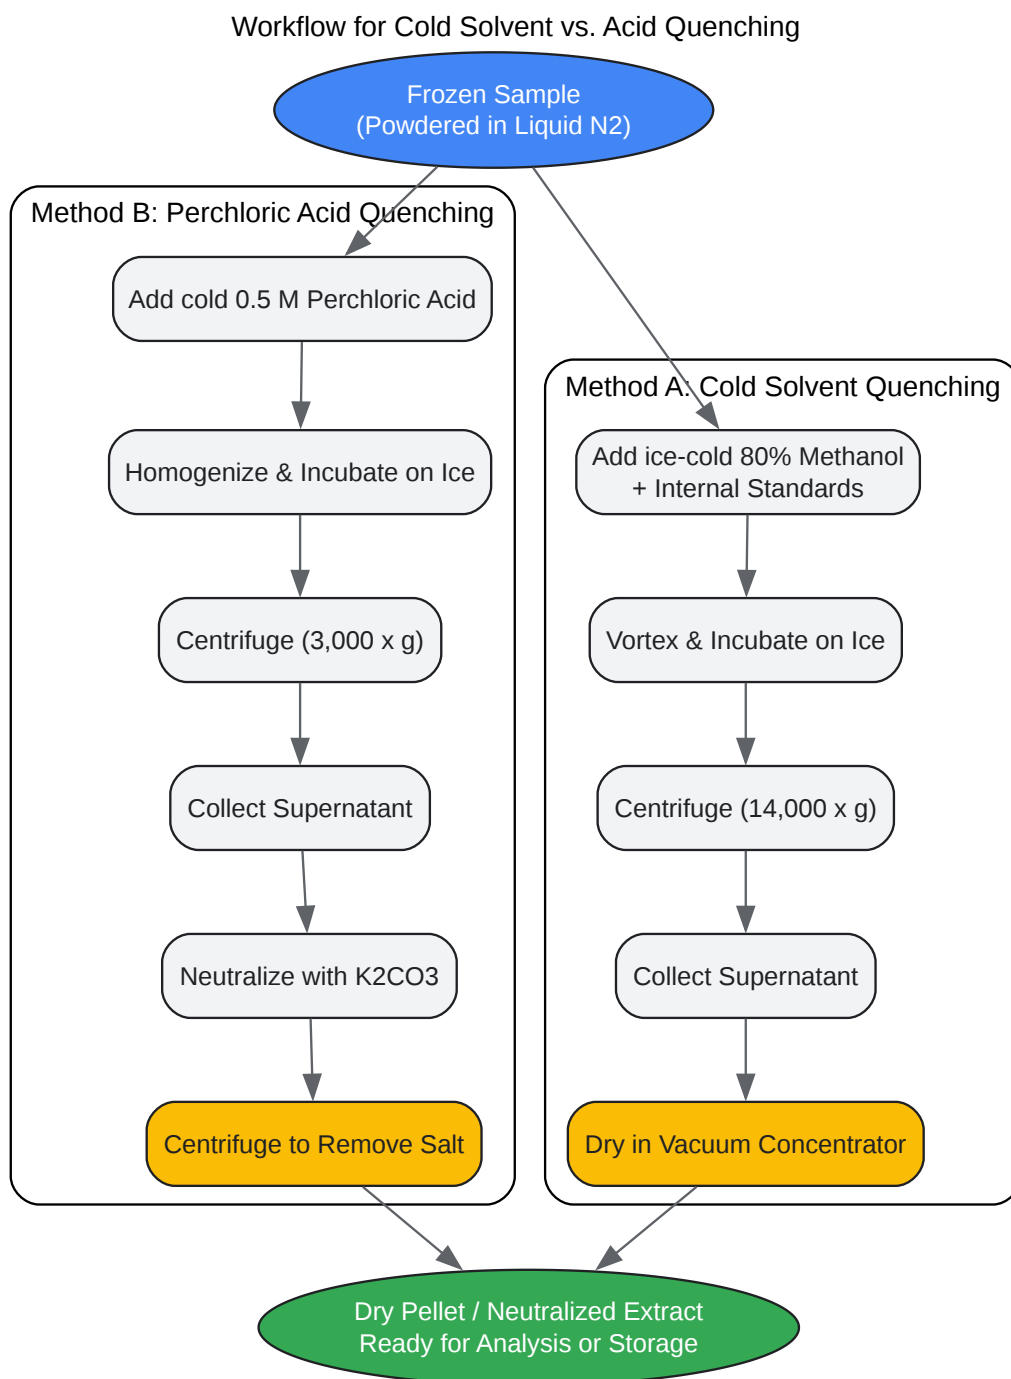 Workflow for Cold Solvent vs. Acid Quenching
Frozen Sample
(Powdered in Liquid N2)
Method B: Perchloric Acid Quenching
Add cold 0.5 M Perchloric Acid
Homogenize & Incubate on Ice
Centrifuge (3,000 x g)
Collect Supernatant
Neutralize with K2CO3
Centrifuge to Remove Salt
Method A: Cold Solvent Quenching
Add ice-cold 80% Methanol
+ Internal Standards
Vortex & Incubate on Ice
Centrifuge (14,000 x g)
Collect Supernatant
Dry in Vacuum Concentrator
Dry Pellet / Neutralized Extract
Ready for Analysis or Storage